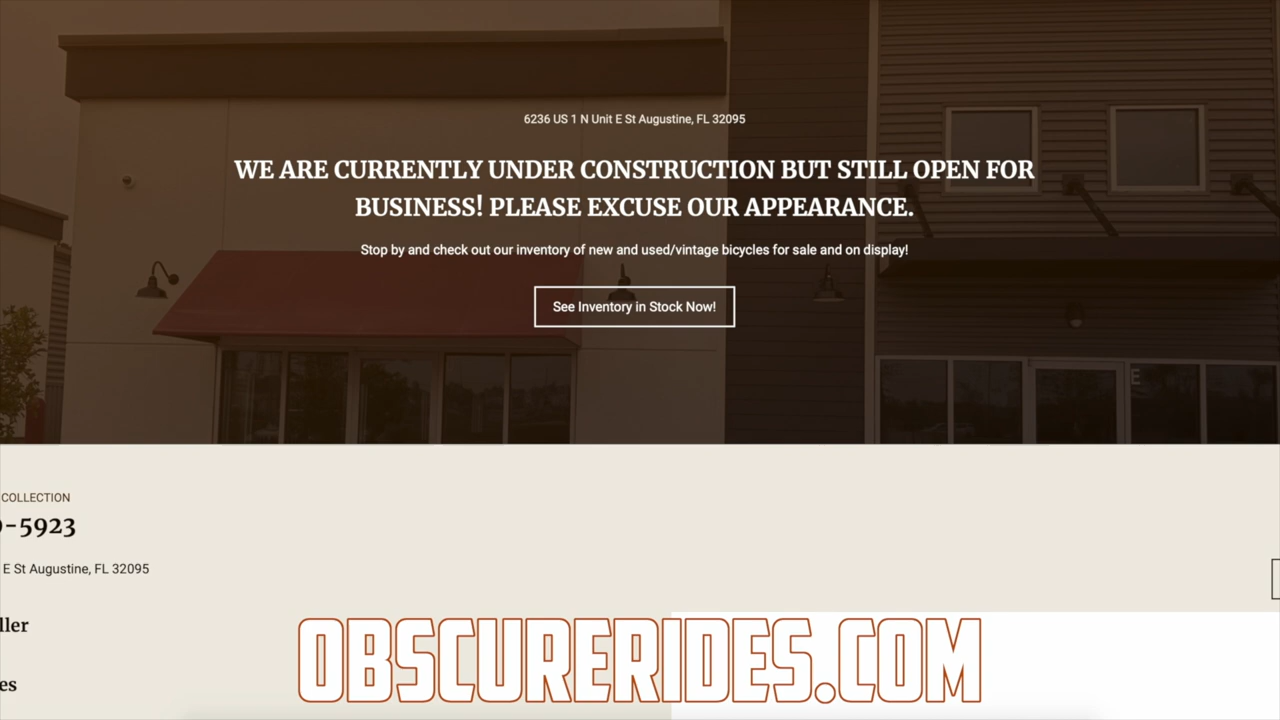 6236 US 1 N Unit E St Augustine, FL 32095
WE ARE CURRENTLY UNDER CONSTRUCTION BUT STILL OPEN FOR
BUSINESS! PLEASE EXCUSE OUR APPEARANCE.
Stop by and check out our inventory of new and used/vintage bicycles for sale and on display!
See Inventory in Stock Now!
E
COLLECTION
-5923
E St Augustine, FL 32095
ller
es
OBSCURERIDES.COM